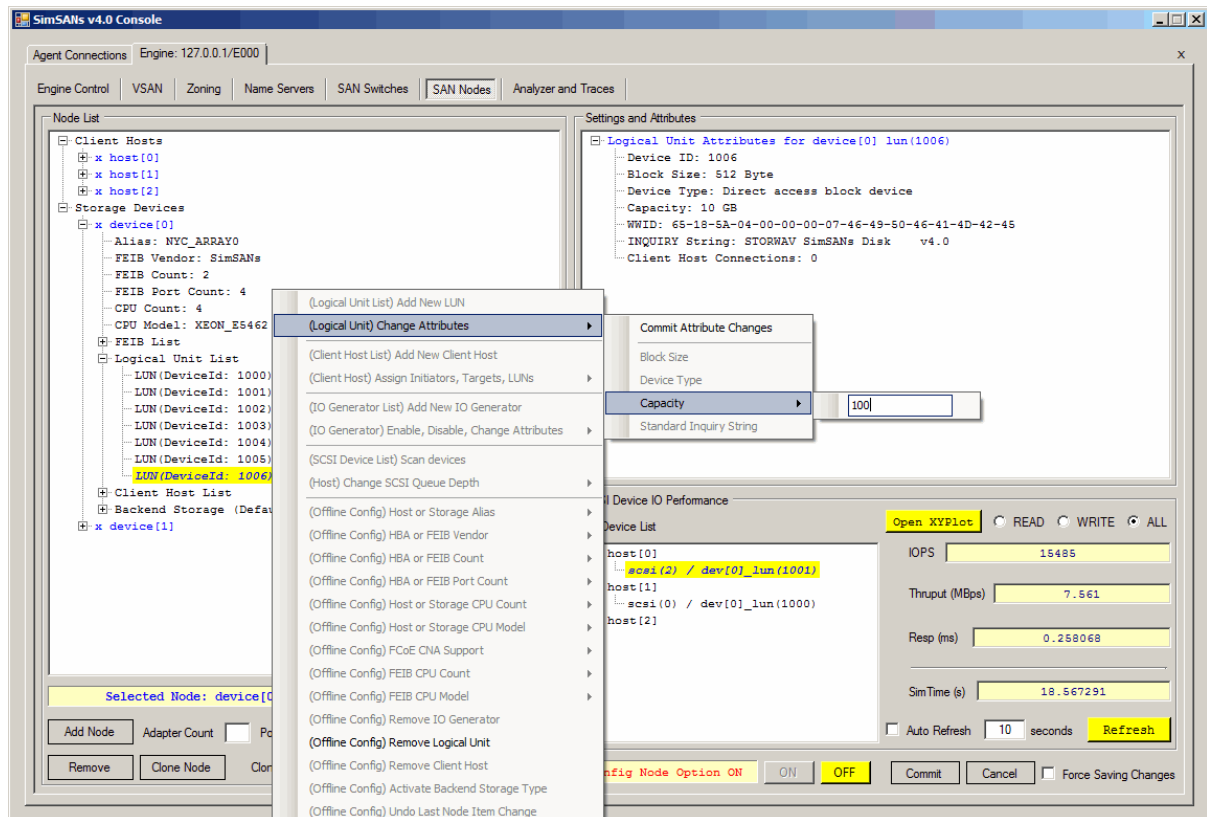 SimSANs v4.0 Console
Agent Connections Engine: 127.0.0.1/E000 x
Engine Control VSAN Zoning Name Servers SAN Switches SAN Nodes Analyzer and Traces
Node List
Client Hosts
x host[0]
x host[1]
x host[2]
Storage Devices
x device[0]
Alias: NYC_ARRAY0
FEIB Vendor: SimSANs
FEIB Count: 2
FEIB Port Count: 4
CPU Count: 4
CPU Model: XEON_E5462
FEIB List
Logical Unit List
LUN(DeviceId: 1000)
LUN(DeviceId: 1001)
LUN(DeviceId: 1002)
LUN(DeviceId: 1003)
LUN(DeviceId: 1004)
LUN(DeviceId: 1005)
LUN(DeviceId: 1006)
Client Host List
Backend Storage (Defau
x device[1]
Selected Node: device[0
Add Node Adapter Count Po
Remove Clone Node Clon
(Logical Unit List) Add New LUN
(Logical Unit) Change Attributes
(Client Host List) Add New Client Host
(Client Host) Assign Initiators, Targets, LUNs
(IO Generator List) Add New IO Generator
(IO Generator) Enable, Disable, Change Attributes
(SCSI Device List) Scan devices
(Host) Change SCSI Queue Depth
(Offline Config) Host or Storage Alias
(Offline Config) HBA or FEIB Vendor
(Offline Config) HBA or FEIB Count
(Offline Config) HBA or FEIB Port Count
(Offline Config) Host or Storage CPU Count
(Offline Config) Host or Storage CPU Model
(Offline Config) FCoE CNA Support
(Offline Config) FEIB CPU Count
(Offline Config) FEIB CPU Model
(Offline Config) Remove IO Generator
(Offline Config) Remove Logical Unit
(Offline Config) Remove Client Host
(Offline Config) Activate Backend Storage Type
(Offline Config) Undo Last Node Item Change
Commit Attribute Changes
Block Size
Device Type
Capacity
Standard Inquiry String
100
Settings and Attributes
Logical Unit Attributes for device[0] lun(1006)
Device ID: 1006
Block Size: 512 Byte
Device Type: Direct access block device
Capacity: 10 GB
WWID: 65-18-5A-04-00-00-00-07-46-49-50-46-41-4D-42-45
INQUIRY String: STORWAV SimSANs Disk v4.0
Client Host Connections: 0
SI Device IO Performance
Device List
host[0]
scsi(2) / dev[0]_lun(1001)
host[1]
scsi(0) / dev[0]_lun(1000)
host[2]
Open XYPlot READ WRITE ALL
IOPS 15485
Thruput (MBps) 7.561
Resp (ms) 0.258068
SimTime (s) 18.567291
Auto Refresh 10 seconds Refresh
nfig Node Option ON ON OFF Commit Cancel Force Saving Changes